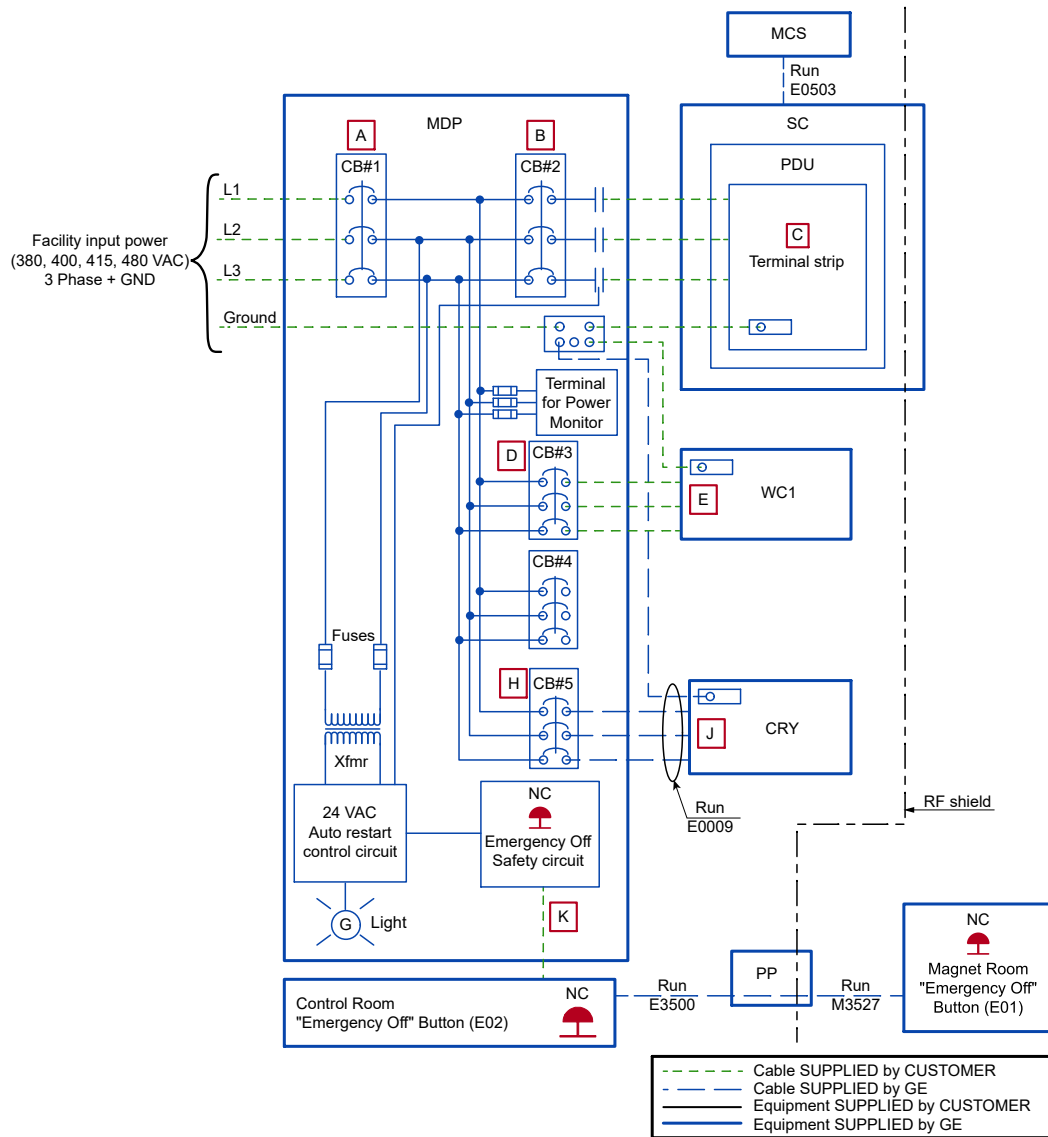 MCS
Run
E0503
MDP
SC
A
B
CB#1
CB#2
PDU
L1
L2
L3
Facility input power
(380, 400, 415, 480 VAC)
3 Phase + GND
C
Terminal strip
Ground
Terminal
for Power
Monitor
D
CB#3
E
WC1
CB#4
Fuses
H
CB#5
J
CRY
Xfmr
Run
E0009
RF shield
24 VAC
Auto restart
control circuit
NC
Emergency Off
Safety circuit
G
Light
K
NC
Magnet Room
"Emergency Off"
Button (E01)
PP
Control Room
"Emergency Off" Button (E02)
NC
Run
E3500
Run
M3527
Cable SUPPLIED by CUSTOMER
Cable SUPPLIED by GE
Equipment SUPPLIED by CUSTOMER
Equipment SUPPLIED by GE